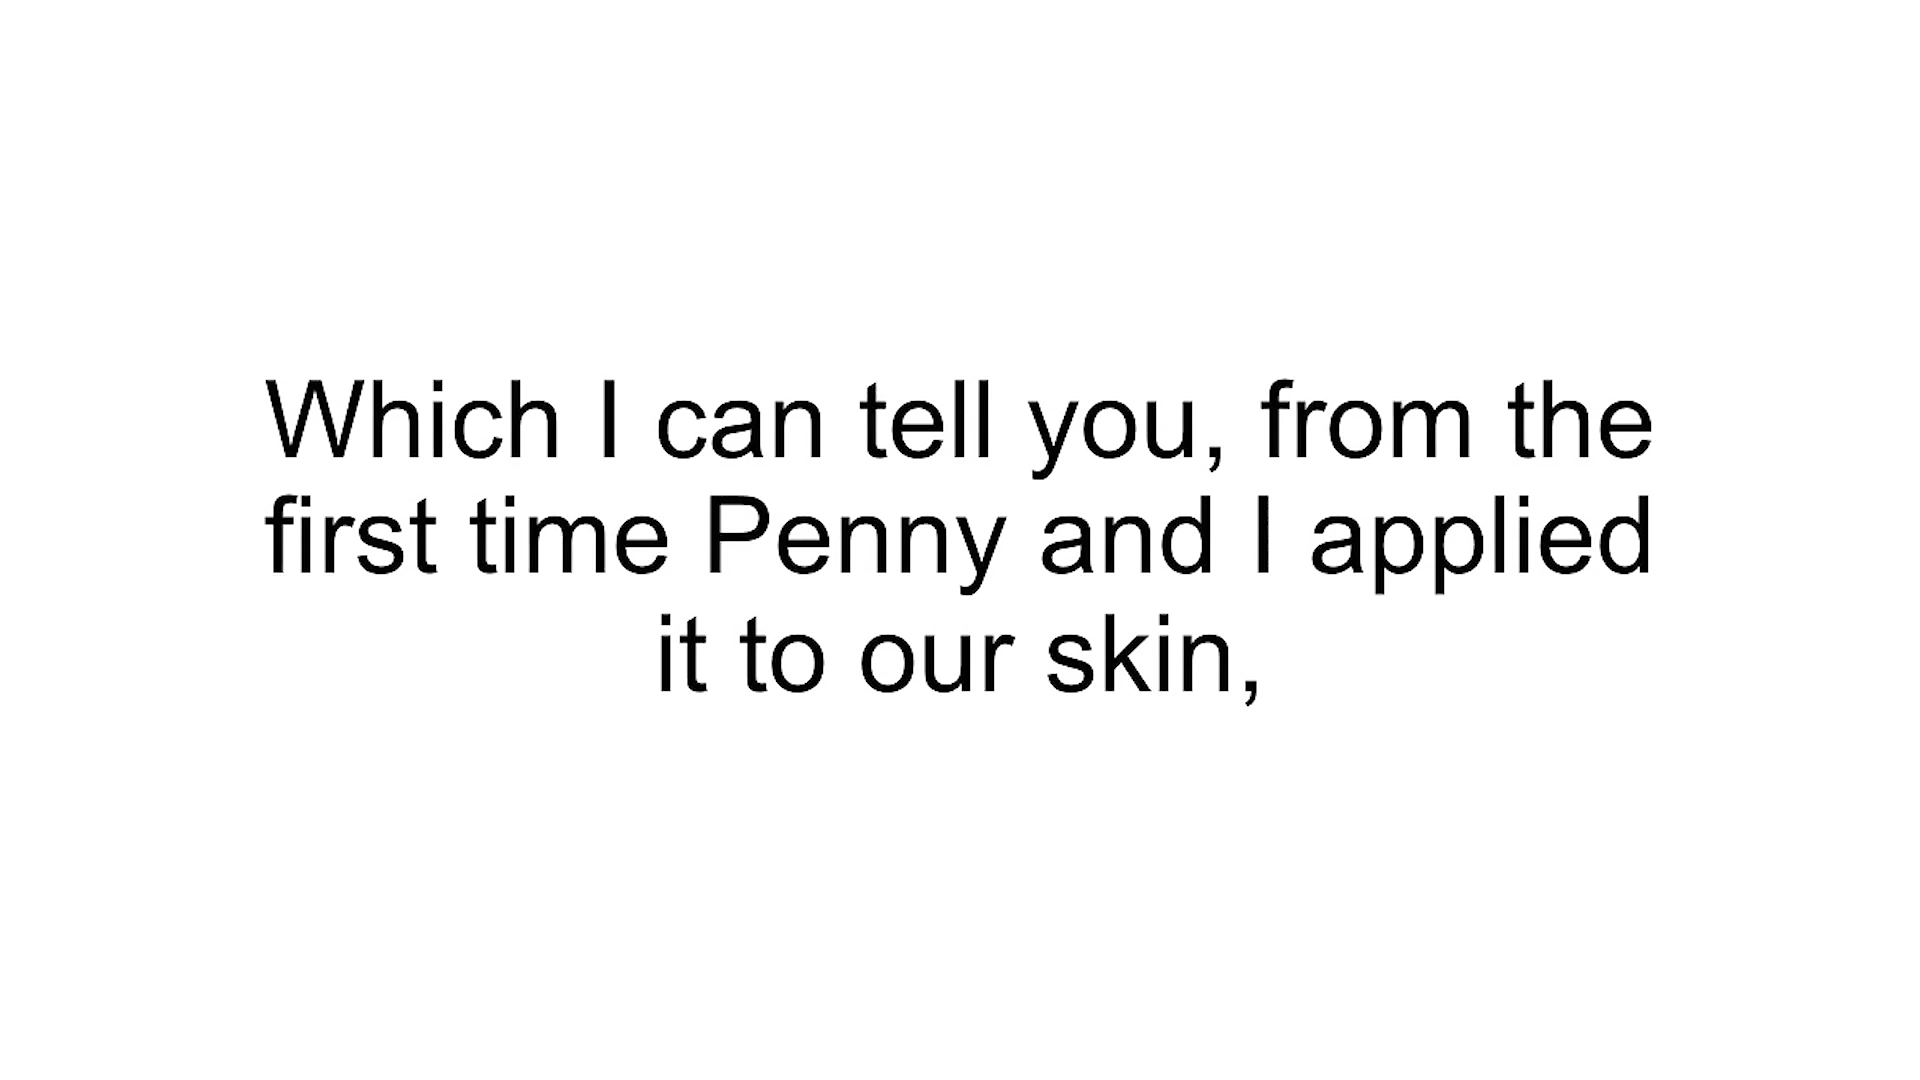 Which I can tell you, from the
first time Penny and I applied
it to our skin,